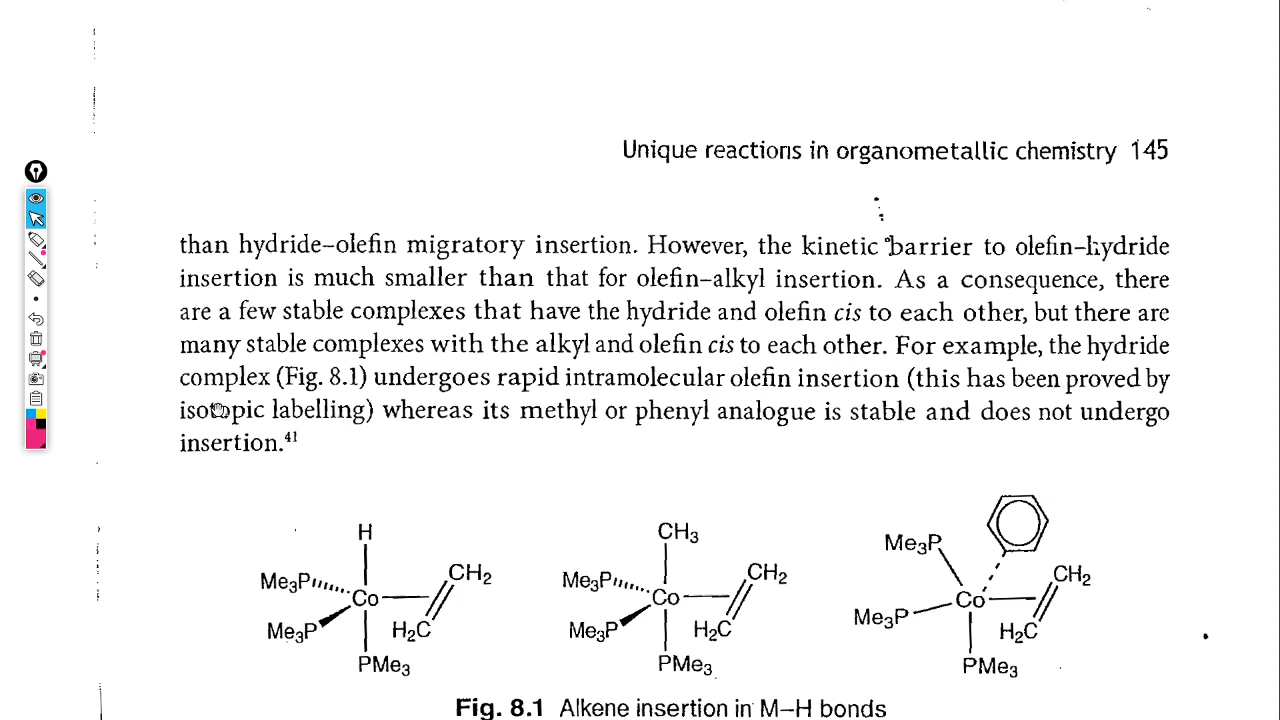 Unique reactions in organometallic chemistry 145
than hydride–olefin migratory insertion. However, the kinetic barrier to olefin–hydride
insertion is much smaller than that for olefin–alkyl insertion. As a consequence, there
are a few stable complexes that have the hydride and olefin cis to each other, but there are
many stable complexes with the alkyl and olefin cis to each other. For example, the hydride
complex (Fig. 8.1) undergoes rapid intramolecular olefin insertion (this has been proved by
isotopic labelling) whereas its methyl or phenyl analogue is stable and does not undergo
insertion.⁴¹
H
Me₃P
CH₂
Co
Me₃P
H₂C
PMe₃
CH₃
Me₃P
CH₂
Co
Me₃P
H₂C
PMe₃
Me₃P
CH₂
Co
Me₃P
H₂C
PMe₃
Fig. 8.1 Alkene insertion in M–H bonds